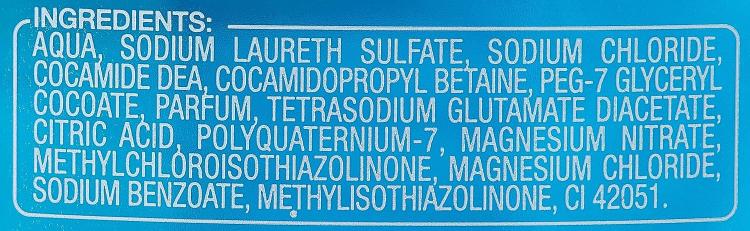 INGREDIENTS:
AQUA, SODIUM LAURETH SULFATE, SODIUM CHLORIDE,
COCAMIDE DEA, COCAMIDOPROPYL BETAINE, PEG-7 GLYCERYL
COCOATE, PARFUM, TETRASODIUM GLUTAMATE DIACETATE,
CITRIC ACID, POLYQUATERNIUM-7, MAGNESIUM NITRATE,
METHYLCHLOROISOTHIAZOLINONE, MAGNESIUM CHLORIDE,
SODIUM BENZOATE, METHYLISOTHIAZOLINONE, CI 42051.